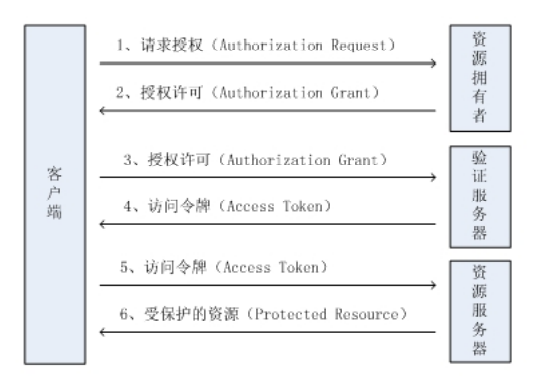 客户端
1、请求授权（Authorization Request）
2、授权许可（Authorization Grant）
资源拥有者
3、授权许可（Authorization Grant）
4、访问令牌（Access Token）
验证服务器
5、访问令牌（Access Token）
6、受保护的资源（Protected Resource）
资源服务器